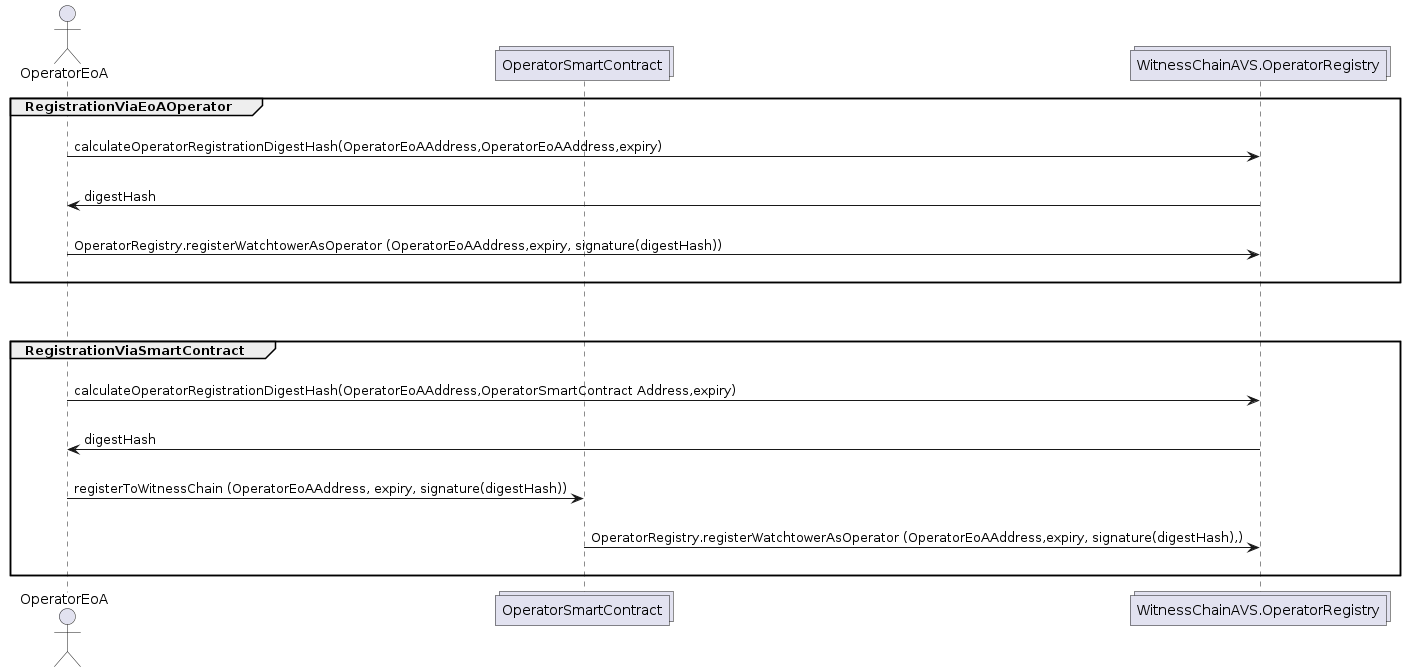 OperatorEoA
OperatorSmartContract
WitnessChainAVS.OperatorRegistry
RegistrationViaEoAOperator
calculateOperatorRegistrationDigestHash(OperatorEoAAddress,OperatorEoAAddress,expiry)
digestHash
OperatorRegistry.registerWatchtowerAsOperator (OperatorEoAAddress,expiry, signature(digestHash))
RegistrationViaSmartContract
calculateOperatorRegistrationDigestHash(OperatorEoAAddress,OperatorSmartContract Address,expiry)
digestHash
registerToWitnessChain (OperatorEoAAddress, expiry, signature(digestHash))
OperatorRegistry.registerWatchtowerAsOperator (OperatorEoAAddress,expiry, signature(digestHash),)
OperatorEoA
OperatorSmartContract
WitnessChainAVS.OperatorRegistry